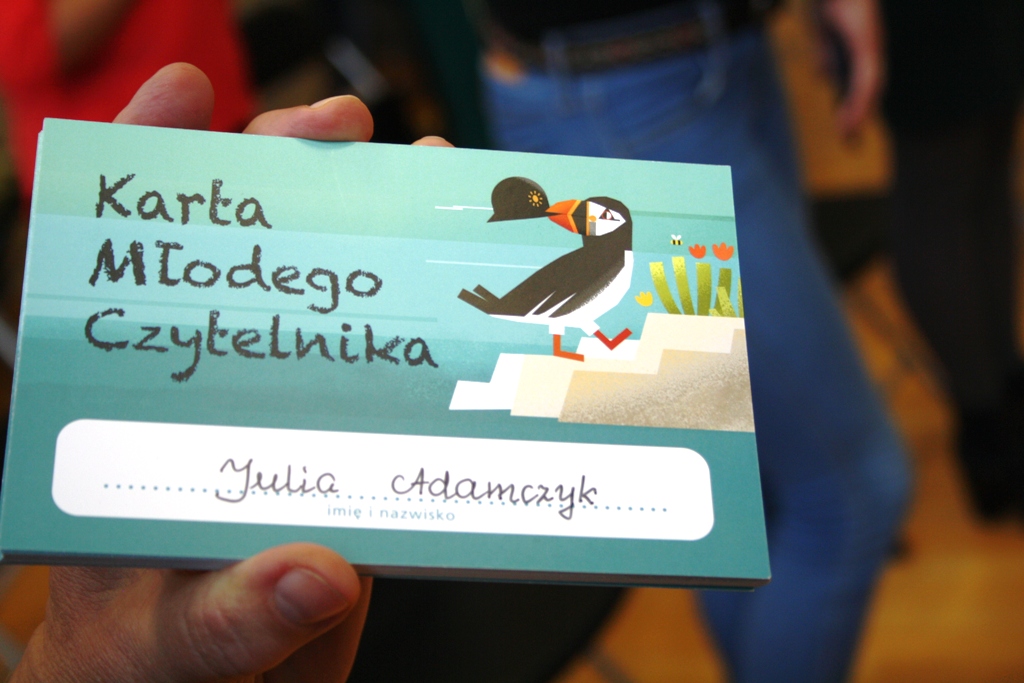 Karta
Młodego
Czytelnika
Julia Adamczyk
imię i nazwisko